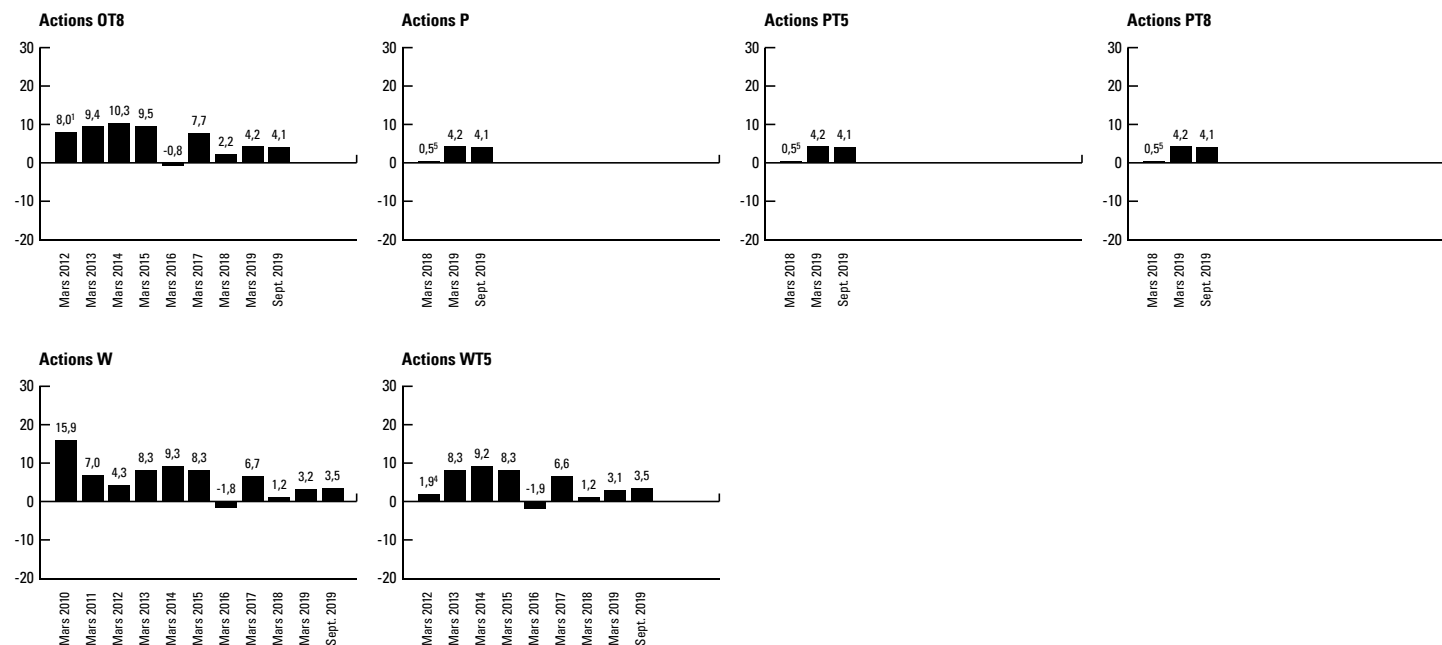 Actions OT8
30
20
10
0
-10
-20
8,0¹
9,4
10,3
9,5
-0,8
7,7
2,2
4,2
4,1
Mars 2012
Mars 2013
Mars 2014
Mars 2015
Mars 2016
Mars 2017
Mars 2018
Mars 2019
Sept. 2019
Actions P
30
20
10
0
-10
-20
0,5⁵
4,2
4,1
Mars 2018
Mars 2019
Sept. 2019
Actions PT5
30
20
10
0
-10
-20
0,5⁵
4,2
4,1
Mars 2018
Mars 2019
Sept. 2019
Actions PT8
30
20
10
0
-10
-20
0,5⁵
4,2
4,1
Mars 2018
Mars 2019
Sept. 2019
Actions W
30
20
10
0
-10
-20
15,9
7,0
4,3
8,3
9,3
8,3
-1,8
6,7
1,2
3,2
3,5
Mars 2010
Mars 2011
Mars 2012
Mars 2013
Mars 2014
Mars 2015
Mars 2016
Mars 2017
Mars 2018
Mars 2019
Sept. 2019
Actions WT5
30
20
10
0
-10
-20
1,9⁴
8,3
9,2
8,3
-1,9
6,6
1,2
3,1
3,5
Mars 2012
Mars 2013
Mars 2014
Mars 2015
Mars 2016
Mars 2017
Mars 2018
Mars 2019
Sept. 2019